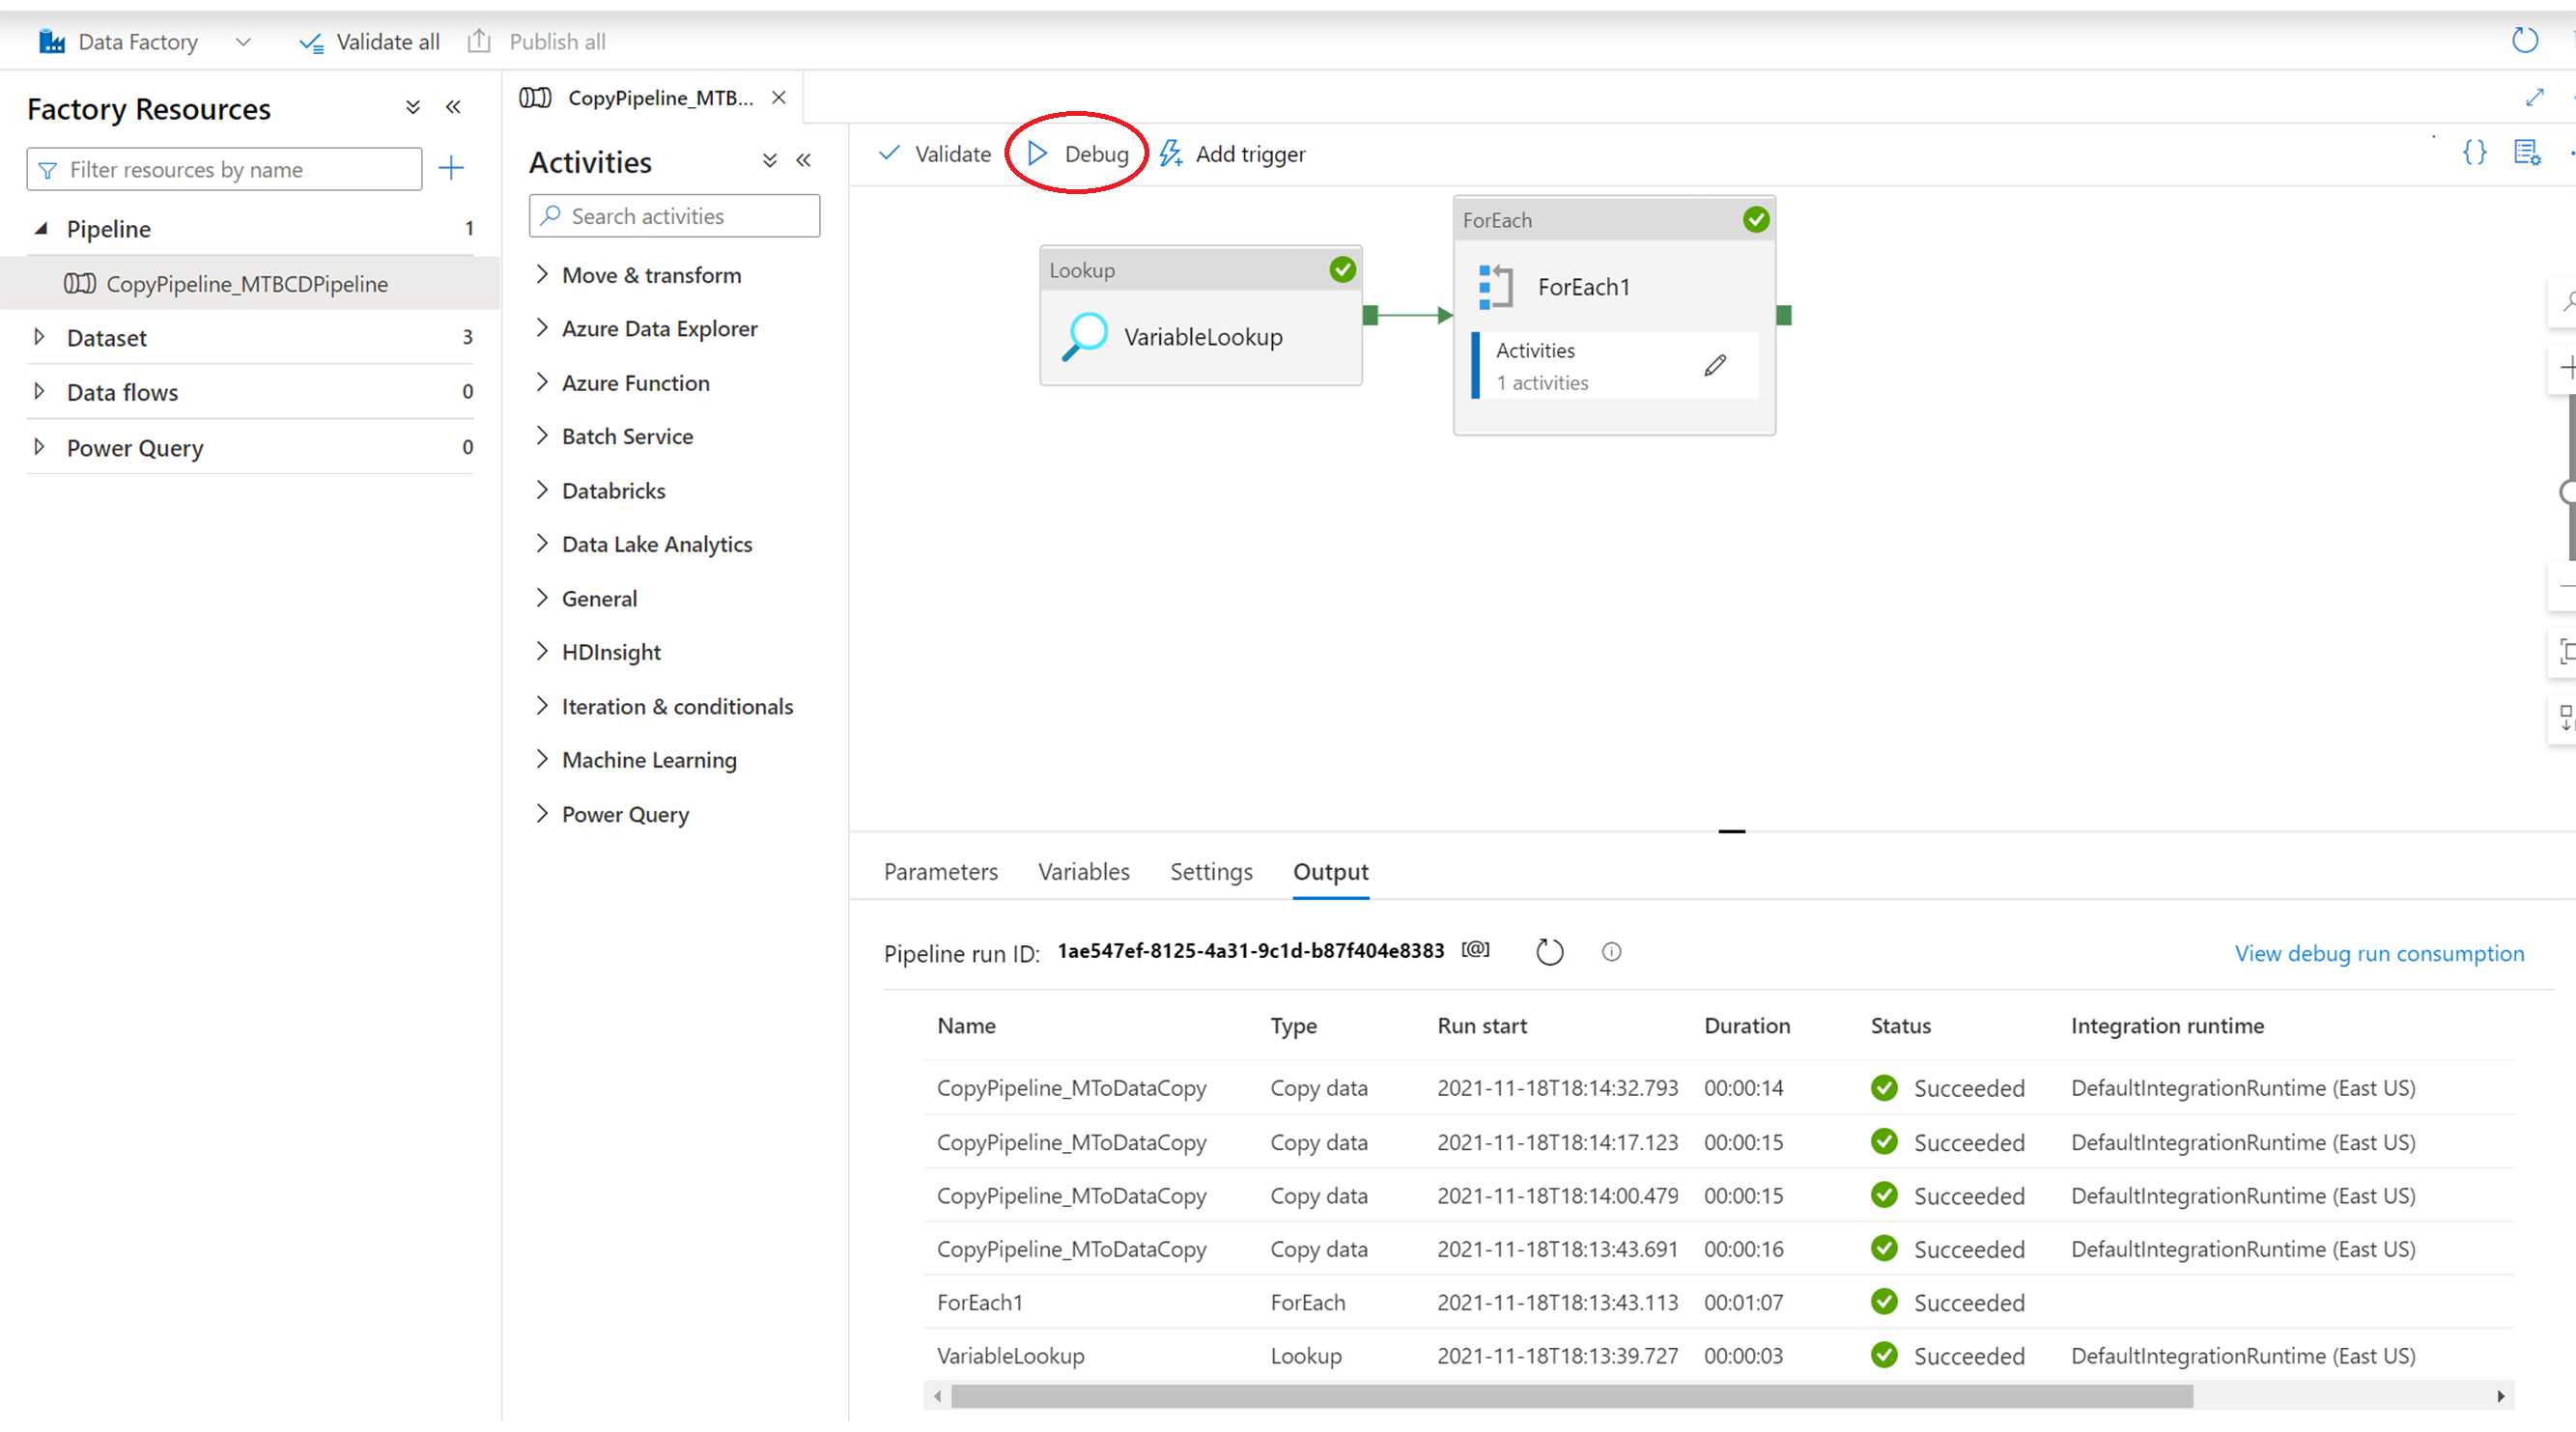 Data Factory Validate all Publish all
Factory Resources
Filter resources by name
Pipeline 1
CopyPipeline_MTBCDPipeline
Dataset 3
Data flows 0
Power Query 0
CopyPipeline_MTB...
Activities
Search activities
Move & transform
Azure Data Explorer
Azure Function
Batch Service
Databricks
Data Lake Analytics
General
HDInsight
Iteration & conditionals
Machine Learning
Power Query
Validate Debug Add trigger
Lookup
VariableLookup
ForEach
ForEach1
Activities
1 activities
Parameters Variables Settings Output
Pipeline run ID: 1ae547ef-8125-4a31-9c1d-b87f404e8383 [@] View debug run consumption
Name Type Run start Duration Status Integration runtime
CopyPipeline_MToDataCopy Copy data 2021-11-18T18:14:32.793 00:00:14 Succeeded DefaultIntegrationRuntime (East US)
CopyPipeline_MToDataCopy Copy data 2021-11-18T18:14:17.123 00:00:15 Succeeded DefaultIntegrationRuntime (East US)
CopyPipeline_MToDataCopy Copy data 2021-11-18T18:14:00.479 00:00:15 Succeeded DefaultIntegrationRuntime (East US)
CopyPipeline_MToDataCopy Copy data 2021-11-18T18:13:43.691 00:00:16 Succeeded DefaultIntegrationRuntime (East US)
ForEach1 ForEach 2021-11-18T18:13:43.113 00:01:07 Succeeded
VariableLookup Lookup 2021-11-18T18:13:39.727 00:00:03 Succeeded DefaultIntegrationRuntime (East US)